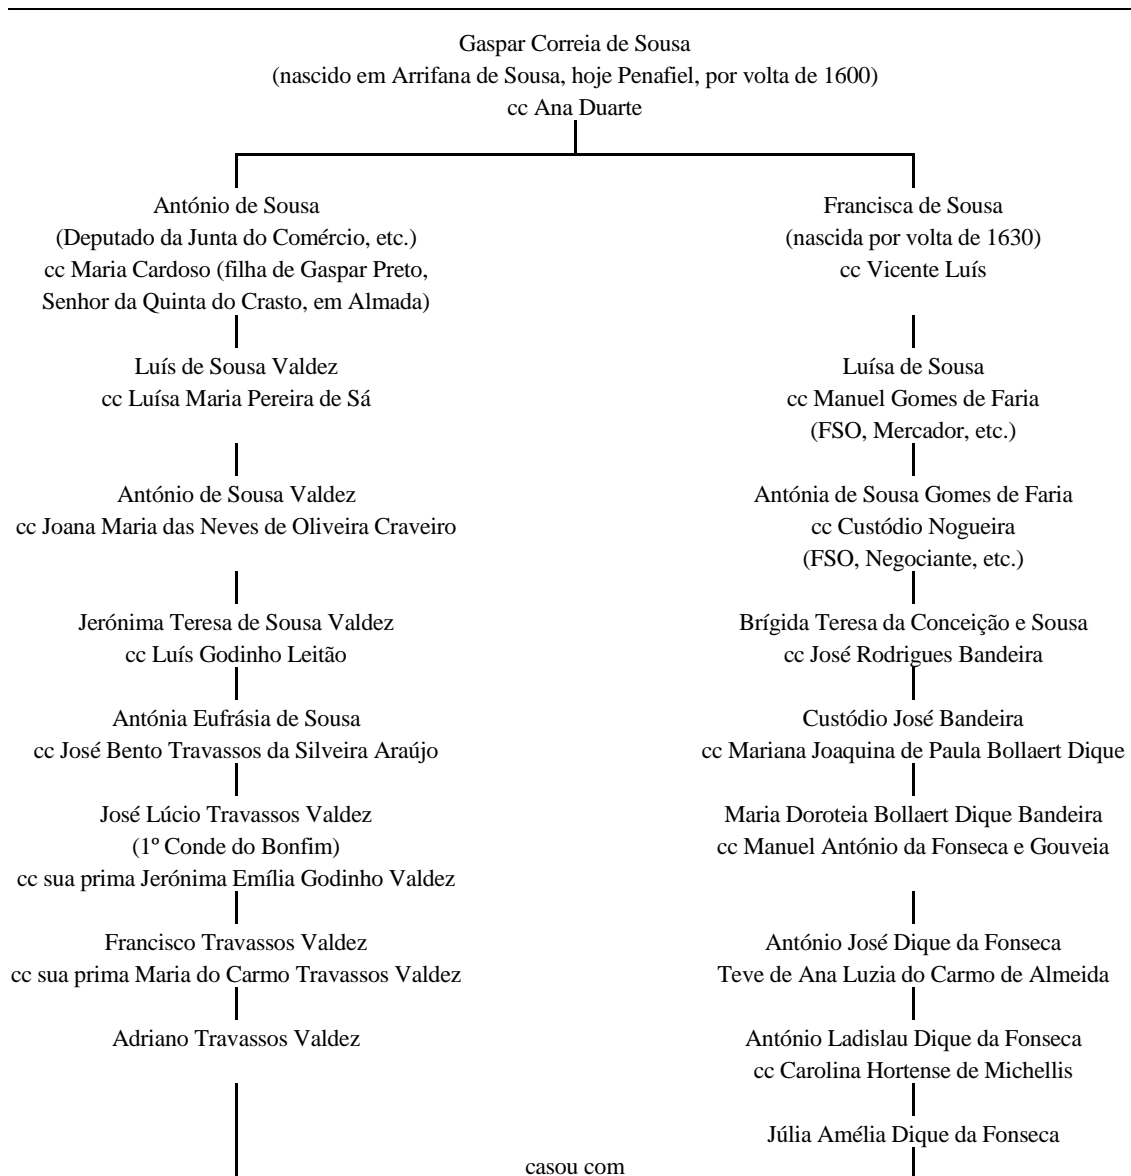 Gaspar Correia de Sousa
(nascido em Arrifana de Sousa, hoje Penafiel, por volta de 1600)
cc Ana Duarte
António de Sousa
(Deputado da Junta do Comércio, etc.)
cc Maria Cardoso (filha de Gaspar Preto,
Senhor da Quinta do Crasto, em Almada)
Francisca de Sousa
(nascida por volta de 1630)
cc Vicente Luís
Luís de Sousa Valdez
cc Luísa Maria Pereira de Sá
Luísa de Sousa
cc Manuel Gomes de Faria
(FSO, Mercador, etc.)
António de Sousa Valdez
cc Joana Maria das Neves de Oliveira Craveiro
Antónia de Sousa Gomes de Faria
cc Custódio Nogueira
(FSO, Negociante, etc.)
Jerónima Teresa de Sousa Valdez
cc Luís Godinho Leitão
Brígida Teresa da Conceição e Sousa
cc José Rodrigues Bandeira
Antónia Eufrásia de Sousa
cc José Bento Travassos da Silveira Araújo
Custódio José Bandeira
cc Mariana Joaquina de Paula Bollaert Dique
José Lúcio Travassos Valdez
(1º Conde do Bonfim)
cc sua prima Jerónima Emília Godinho Valdez
Maria Doroteia Bollaert Dique Bandeira
cc Manuel António da Fonseca e Gouveia
Francisco Travassos Valdez
cc sua prima Maria do Carmo Travassos Valdez
António José Dique da Fonseca
Teve de Ana Luzia do Carmo de Almeida
Adriano Travassos Valdez
António Ladislau Dique da Fonseca
cc Carolina Hortense de Michellis
Júlia Amélia Dique da Fonseca
casou com